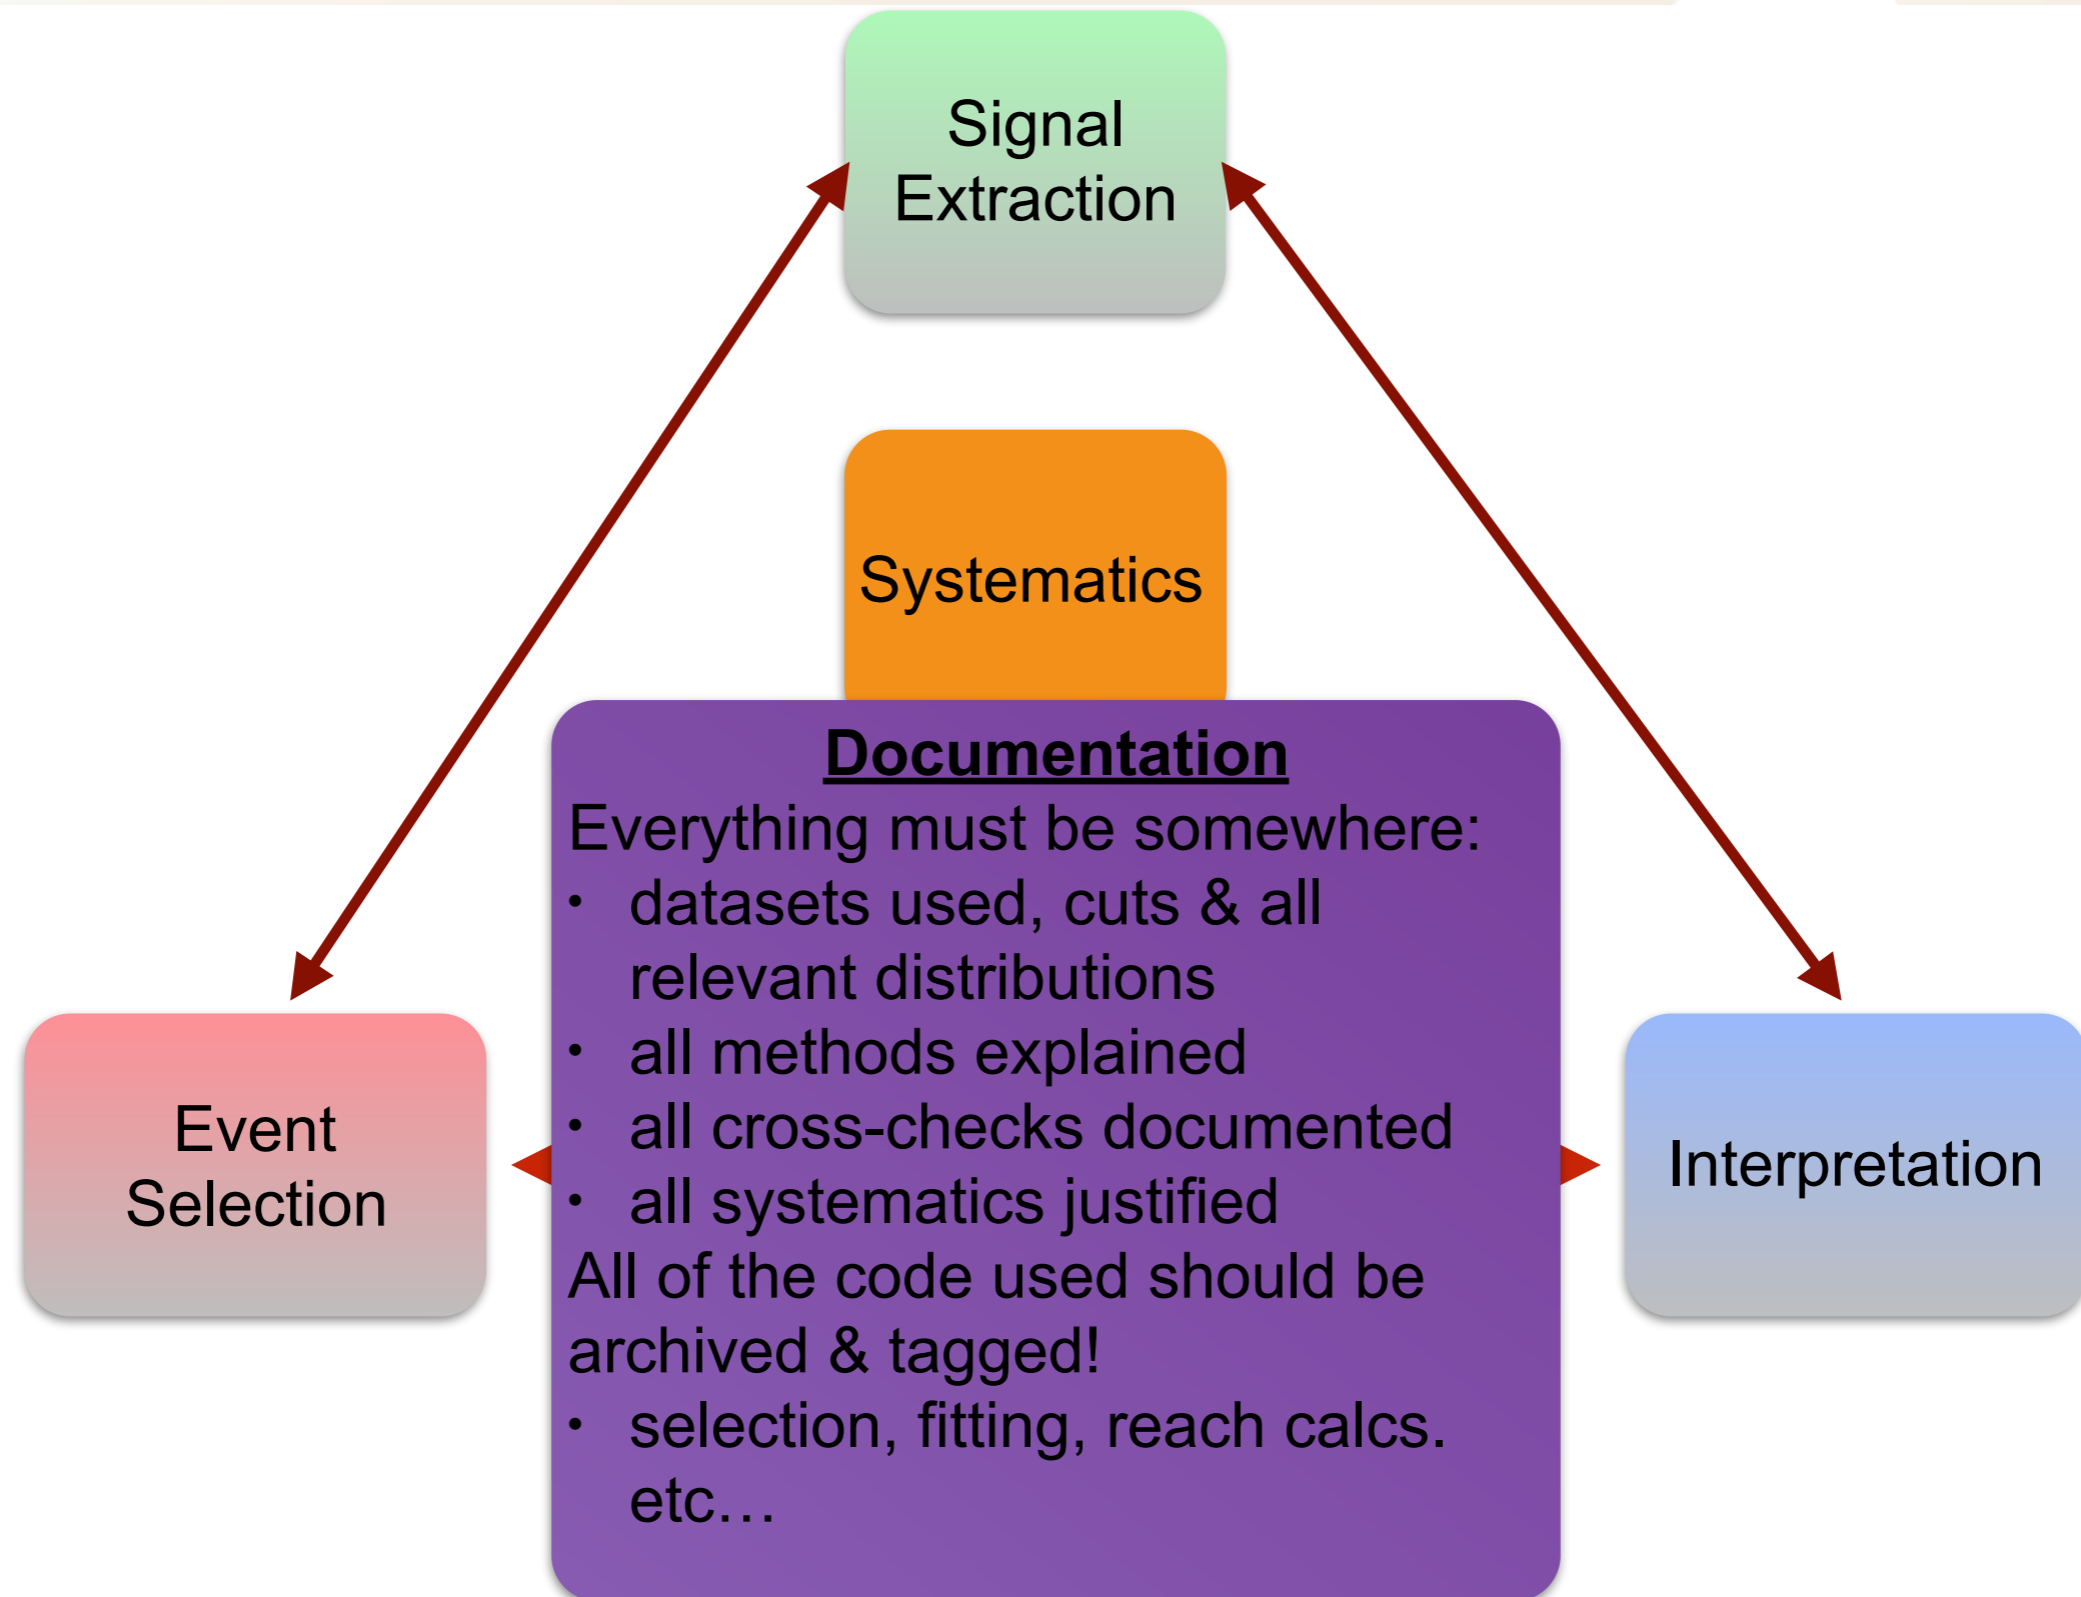 Signal
Extraction
Systematics
Documentation
Everything must be somewhere:
• datasets used, cuts & all
relevant distributions
• all methods explained
• all cross-checks documented
• all systematics justified
All of the code used should be
archived & tagged!
• selection, fitting, reach calcs.
etc…
Event
Selection
Interpretation